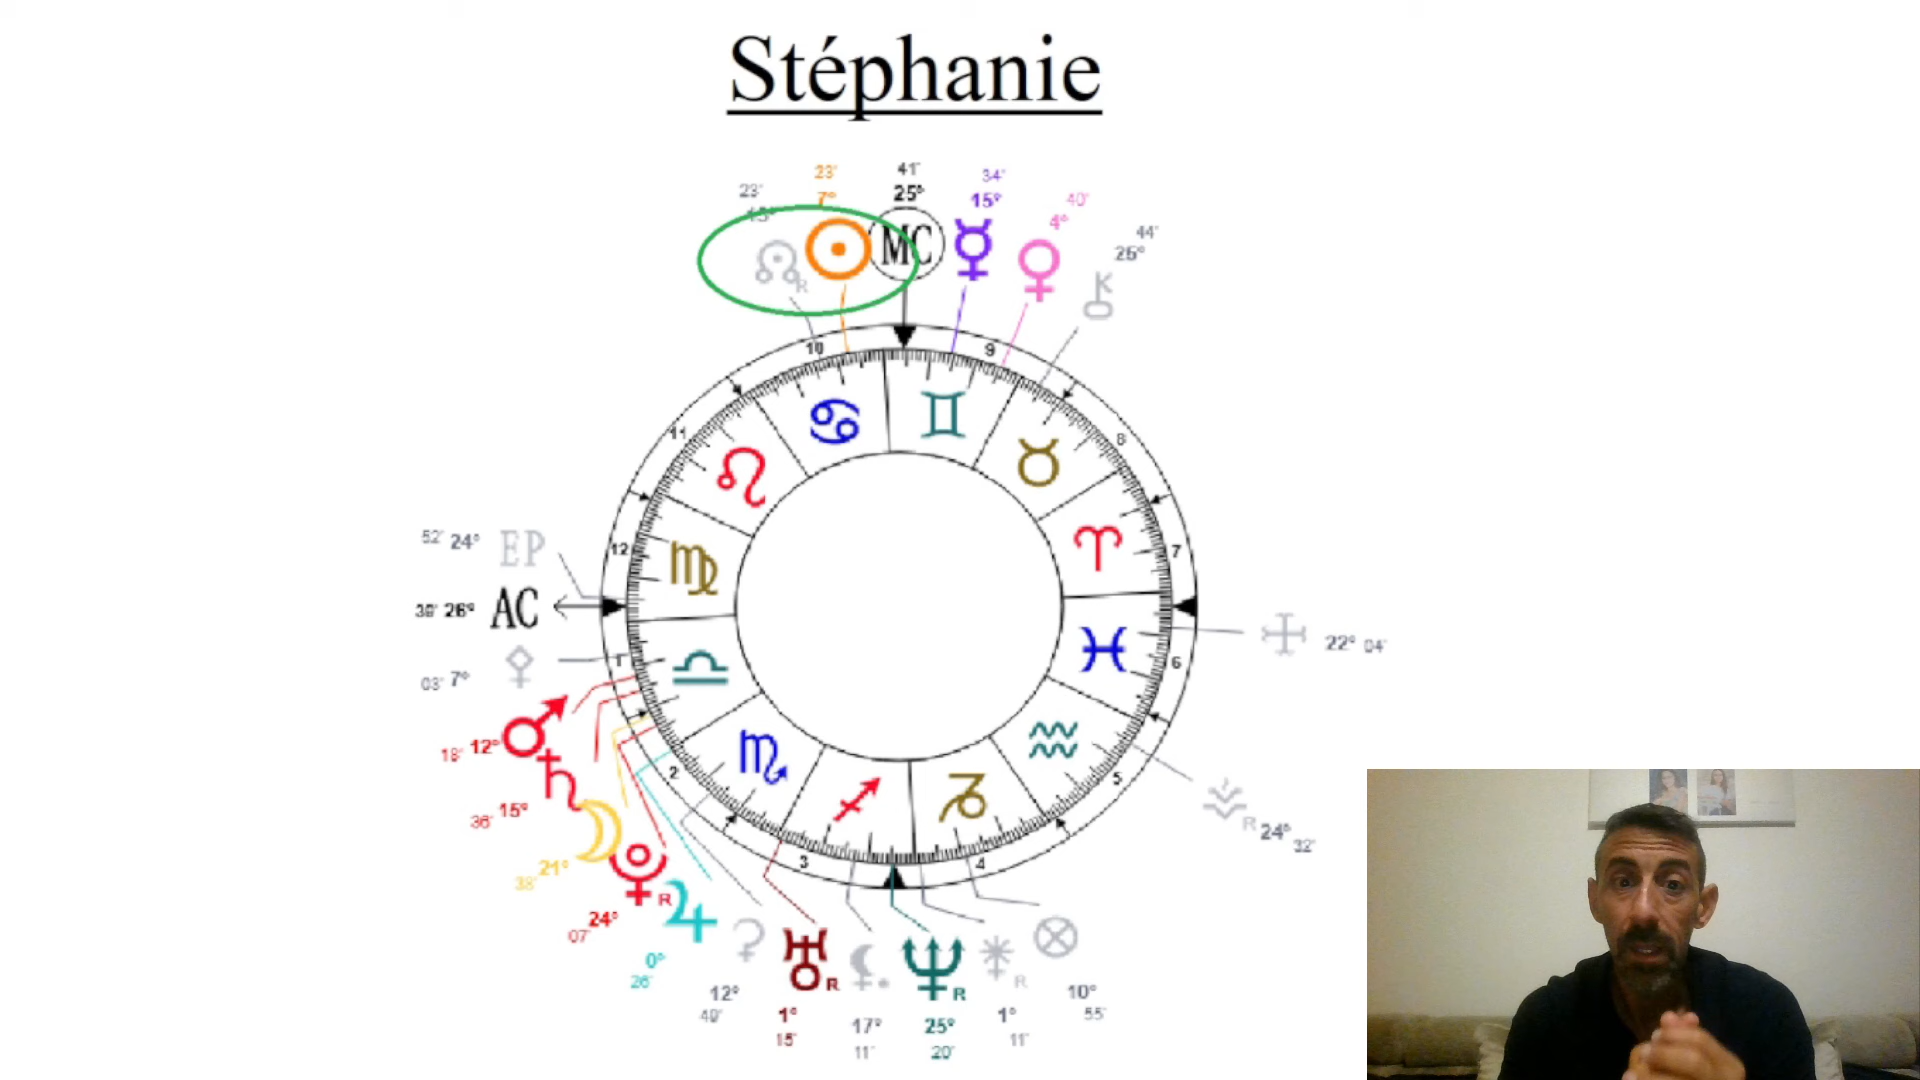 Stéphanie
23' 41' 34'
23' 7° 25° 15° 40'
15° 4° 44'
MC 26°
R
10 9
11 8
52' 24° EP 12 7
39' 26° AC
22° 04'
03' 7° 1 6
18' 12°
2 5
36' 15° R 24° 32'
38' 21° 3 4
R
07' 24°
0°
26' R R R
12° 10°
49' 1° 17° 25° 1° 55'
15' 11' 20' 11'